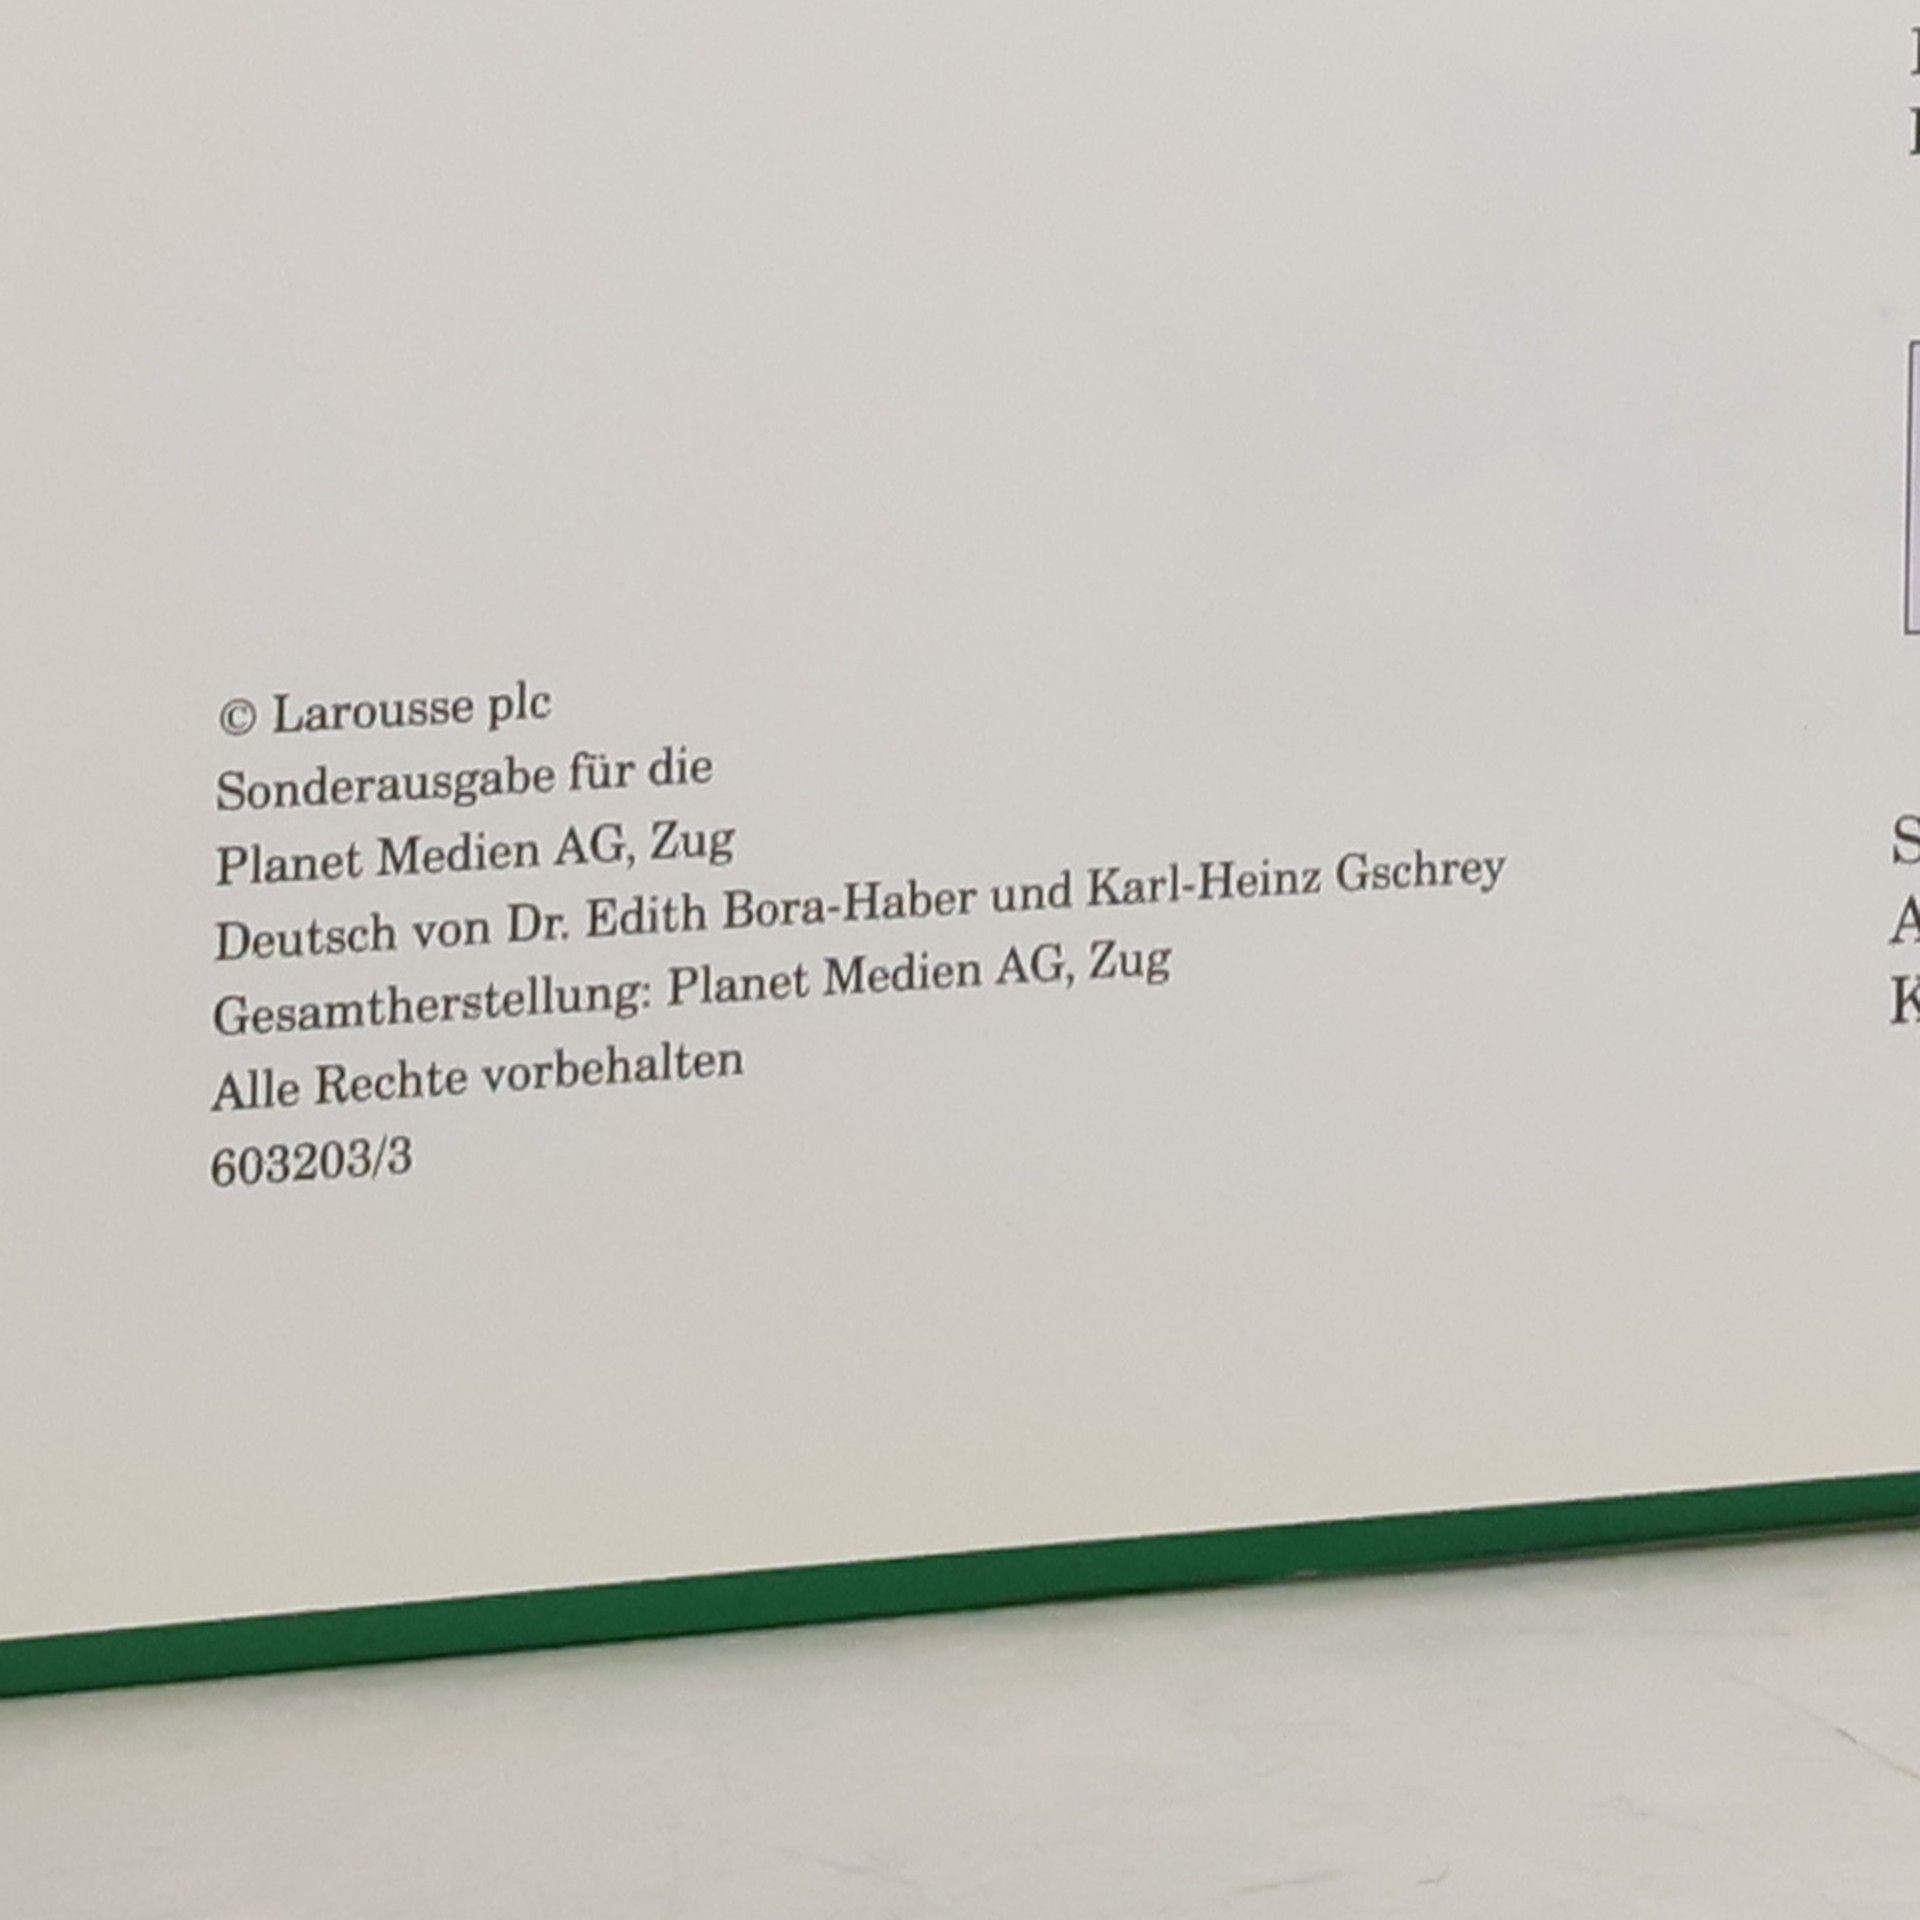 © Larousse plc
Sonderausgabe für die
Planet Medien AG, Zug
Deutsch von Dr. Edith Bora-Haber und Karl-Heinz Gschrey
Gesamtherstellung: Planet Medien AG, Zug
Alle Rechte vorbehalten
603203/3